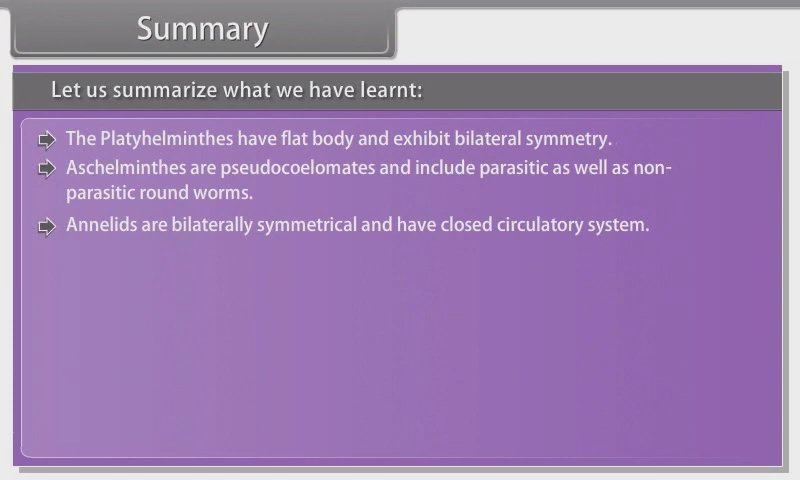 Summary
Let us summarize what we have learnt:
The Platyhelminthes have flat body and exhibit bilateral symmetry.
Aschelminthes are pseudocoelomates and include parasitic as well as non-
parasitic round worms.
Annelids are bilaterally symmetrical and have closed circulatory system.